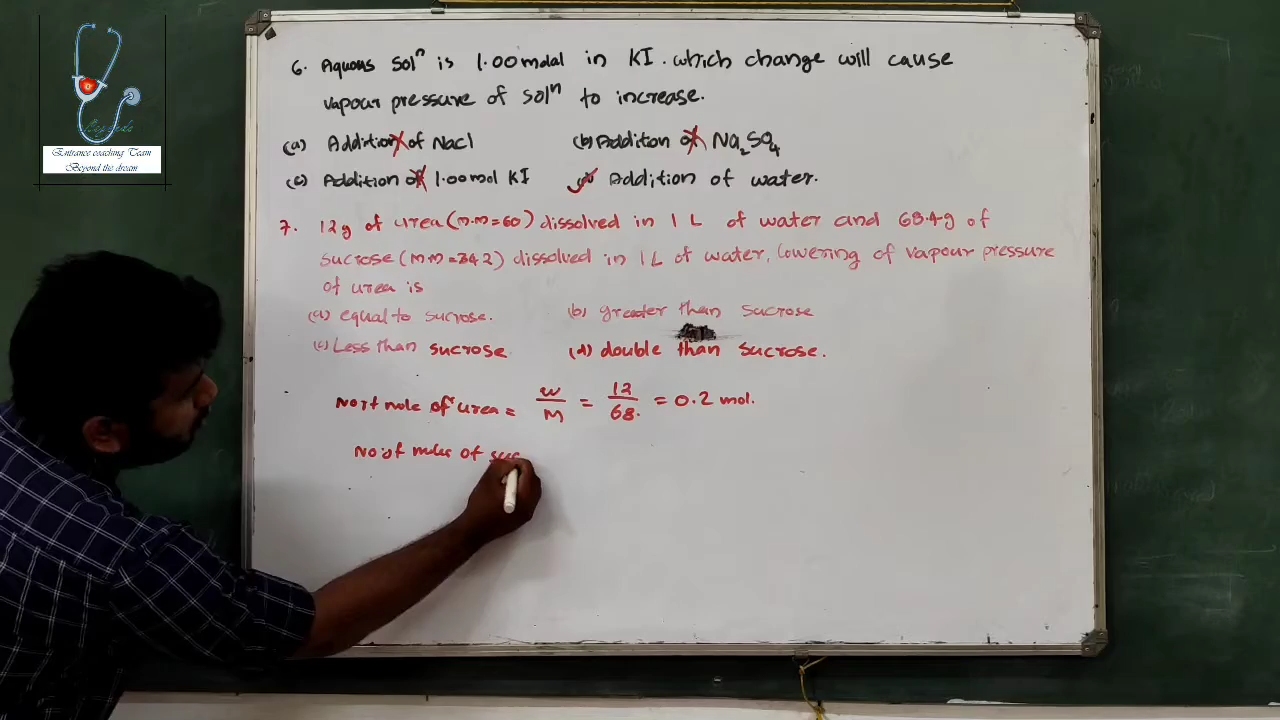 Entrance coaching Team
Beyond the dream
6. Aquous solⁿ is 1.00 molal in KI. which change will cause
vapour pressure of solⁿ to increase.
(a) Addition of Nacl (b) Additon of Na₂SO₄
(c) Addition of 1.00 mol KI (d) Addition of water.
7. 12g of urea (M.M=60) dissolved in 1 L of water and 68.4g of
sucrose (M.M=342) dissolved in 1L of water, lowering of vapour pressure
of urea is
(a) equal to sucrose. (b) greater than sucrose
(c) Less than sucrose (d) double than sucrose.
No of mole of urea = w/M = 12/68. = 0.2 mol.
No of moles of suc